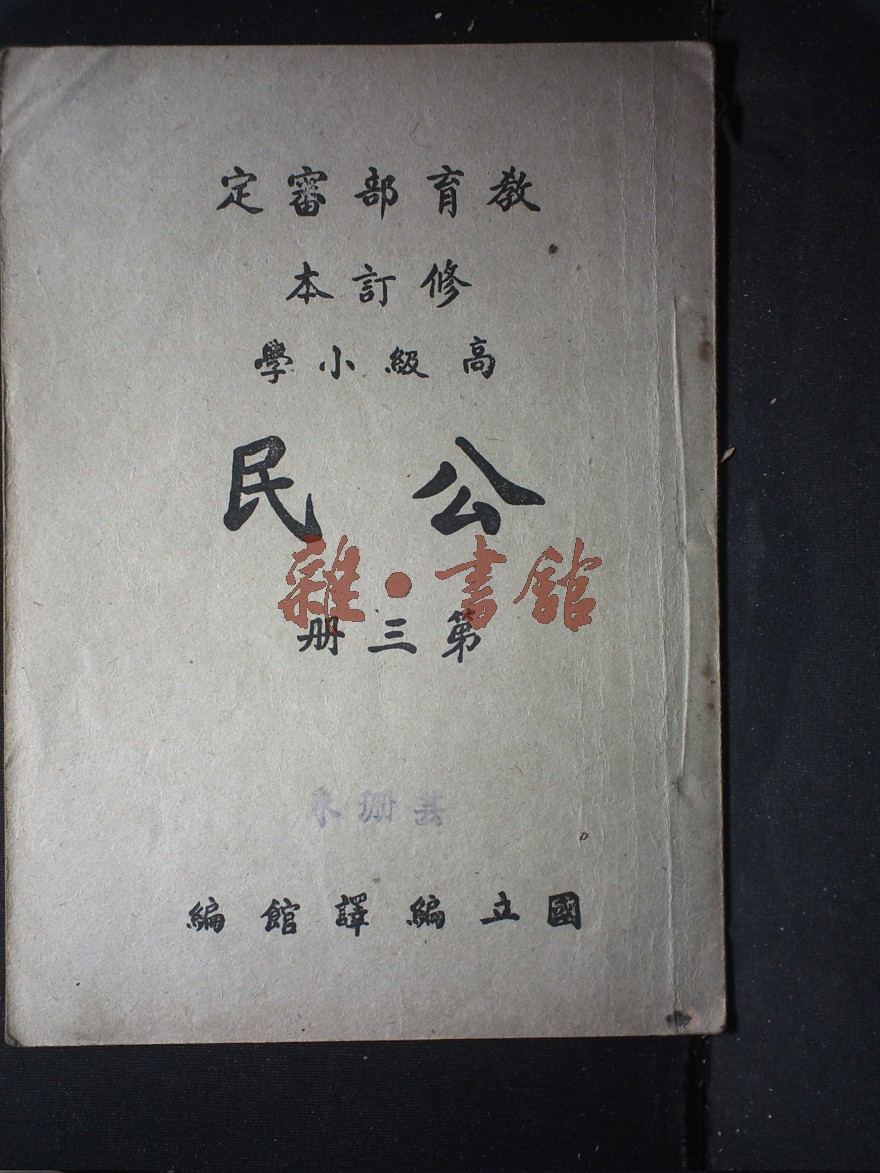 教育部審定
修訂本
高級小學
公民
雜·書館
第三册
國立編譯館編